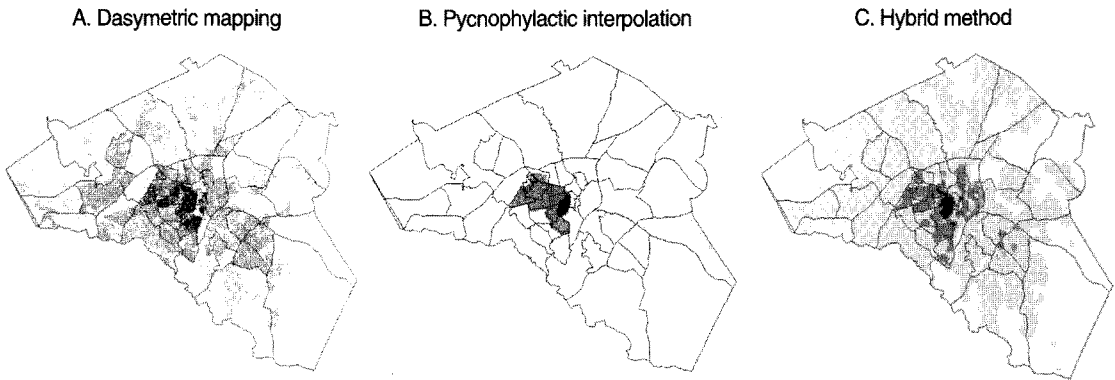 A. Dasymetric mapping
B. Pycnophylactic interpolation
C. Hybrid method